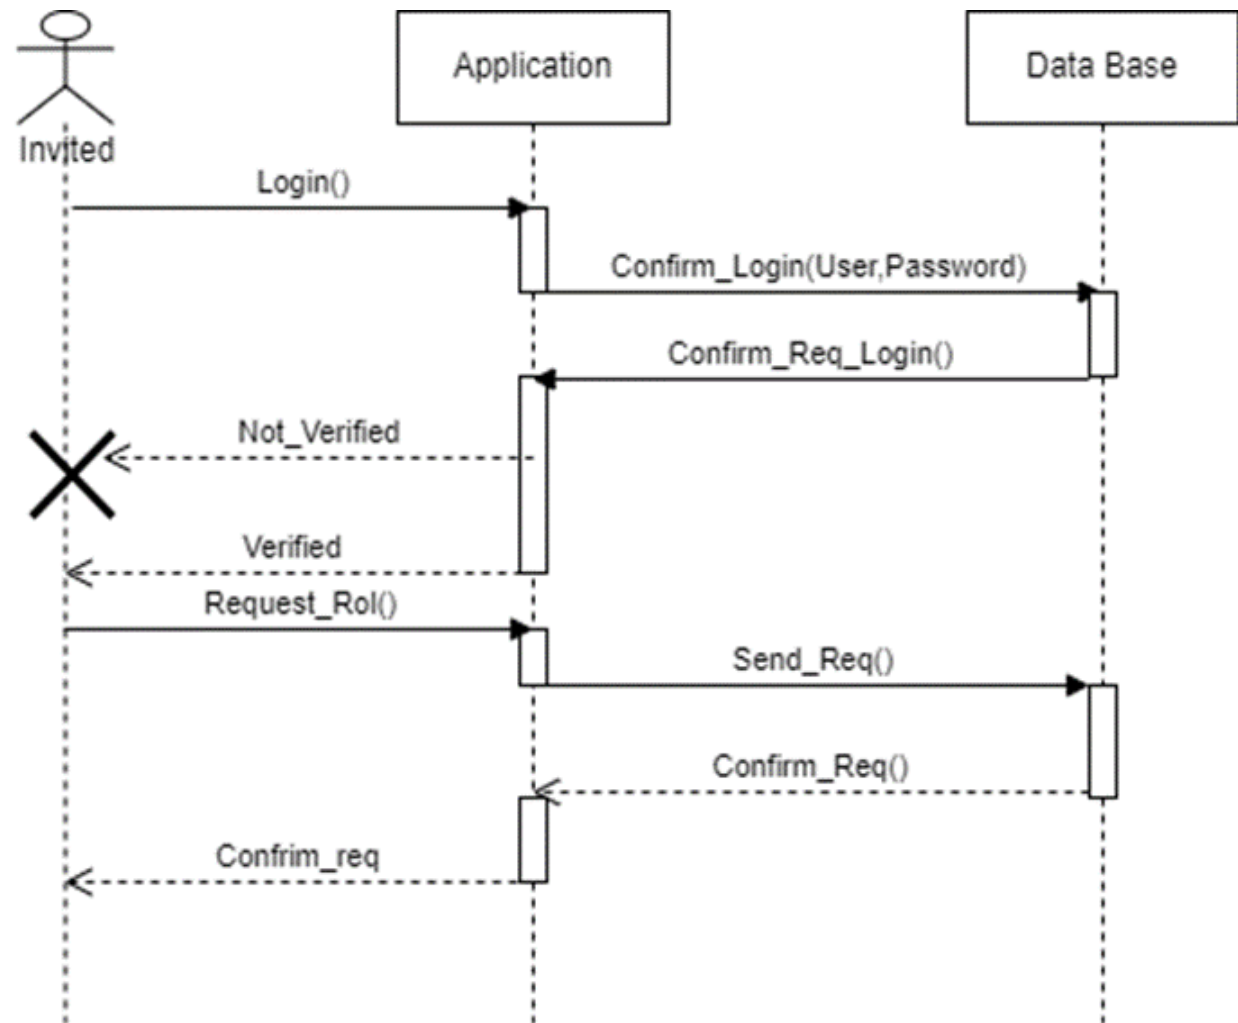 Application
Data Base
Invited
Login()
Confirm_Login(User,Password)
Confirm_Req_Login()
Not_Verified
Verified
Request_Rol()
Send_Req()
Confirm_Req()
Confrim_req